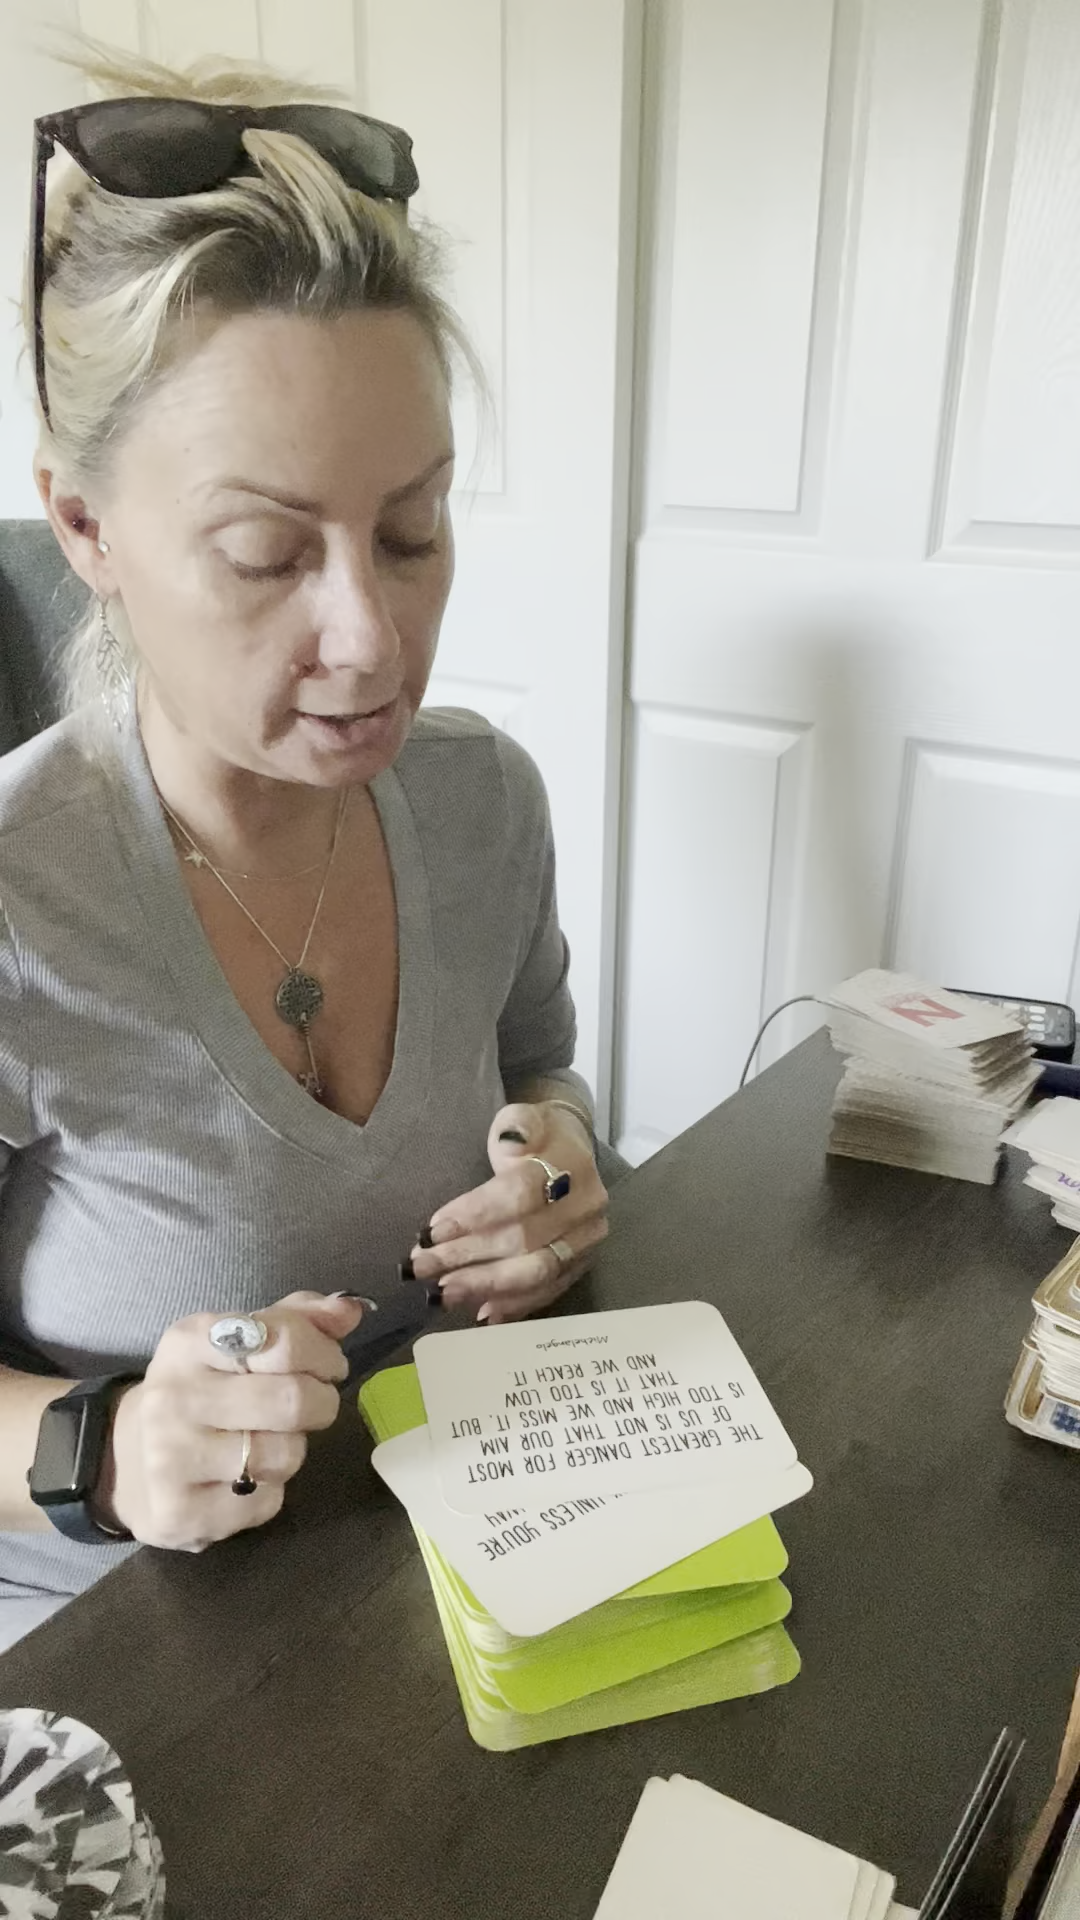 THE GREATEST DANGER FOR MOST
OF US IS NOT THAT OUR AIM
IS TOO HIGH AND WE MISS IT, BUT
THAT IT IS TOO LOW
AND WE REACH IT.
Michelangelo
UNLESS YOU'RE
WAY
N